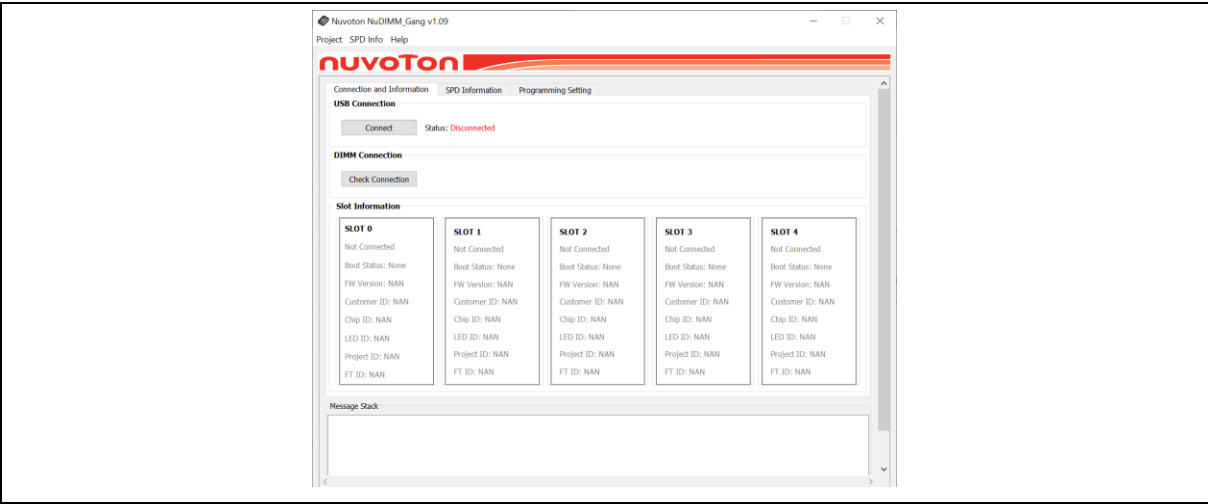 Nuvoton NuDIMM_Gang v1.09
Project SPD Info Help
nuvoTon
Connection and Information SPD Information Programming Setting
USB Connection
Connect Status: Disconnected
DIMM Connection
Check Connection
Slot Information
SLOT 0
Not Connected
Boot Status: None
FW Version: NAN
Customer ID: NAN
Chip ID: NAN
LED ID: NAN
Project ID: NAN
FT ID: NAN
SLOT 1
Not Connected
Boot Status: None
FW Version: NAN
Customer ID: NAN
Chip ID: NAN
LED ID: NAN
Project ID: NAN
FT ID: NAN
SLOT 2
Not Connected
Boot Status: None
FW Version: NAN
Customer ID: NAN
Chip ID: NAN
LED ID: NAN
Project ID: NAN
FT ID: NAN
SLOT 3
Not Connected
Boot Status: None
FW Version: NAN
Customer ID: NAN
Chip ID: NAN
LED ID: NAN
Project ID: NAN
FT ID: NAN
SLOT 4
Not Connected
Boot Status: None
FW Version: NAN
Customer ID: NAN
Chip ID: NAN
LED ID: NAN
Project ID: NAN
FT ID: NAN
Message Stack